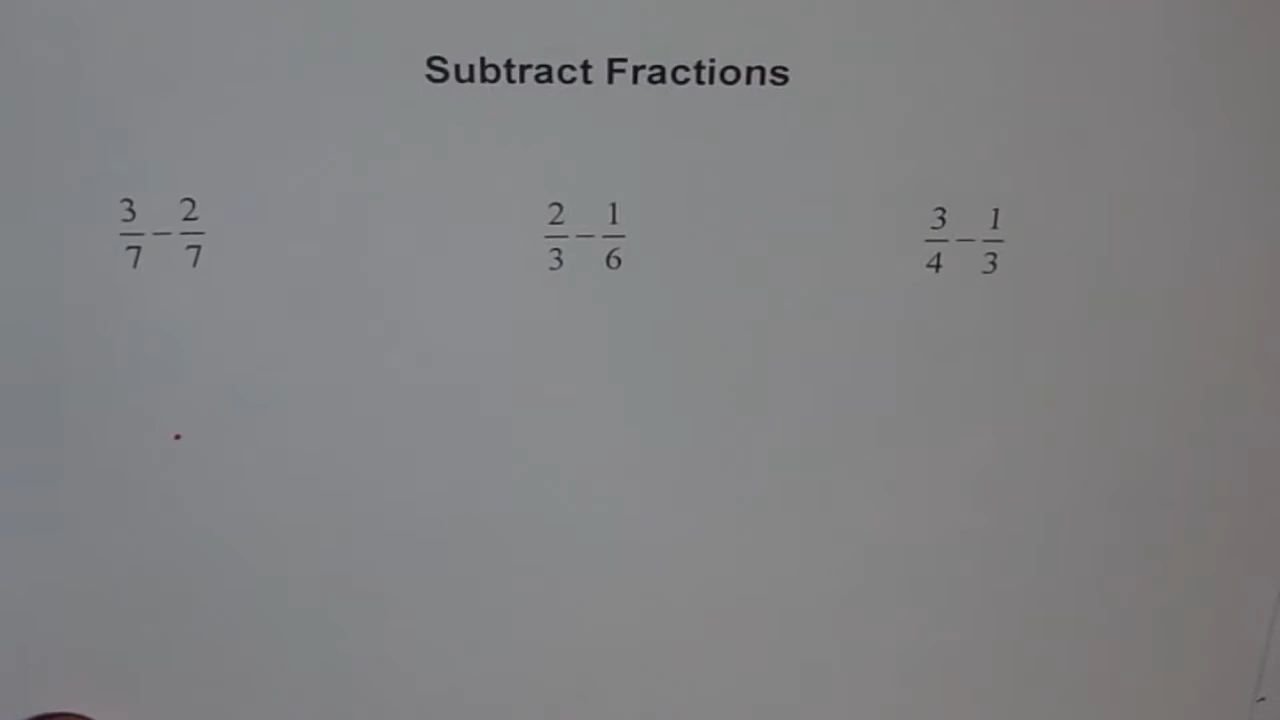 Subtract Fractions
3/7 − 2/7
2/3 − 1/6
3/4 − 1/3